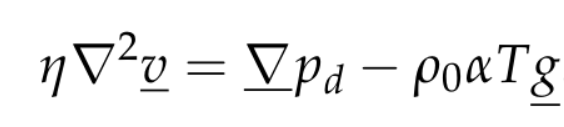 η∇²v̲ = ∇̲p_d − ρ₀αTg̲